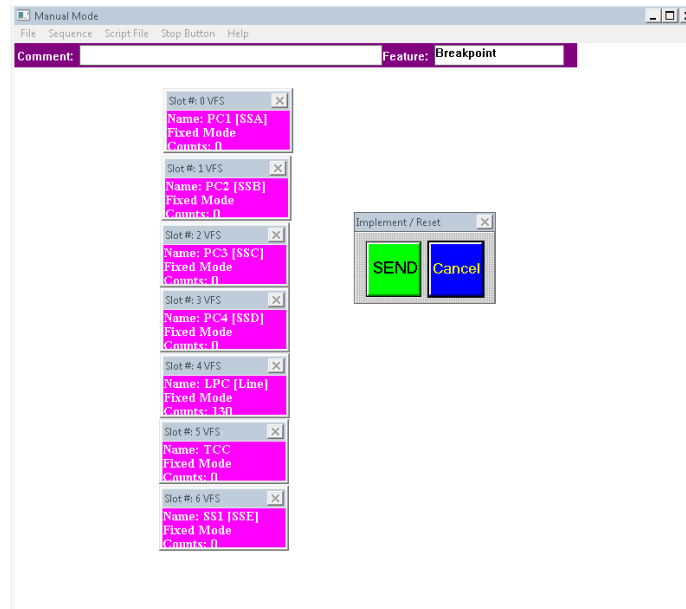 Manual Mode
File Sequence Script File Stop Button Help
Comment: Feature: Breakpoint
Slot #: 0 VFS
Name: PC1 [SSA]
Fixed Mode
Counts: 0
Slot #: 1 VFS
Name: PC2 [SSB]
Fixed Mode
Counts: 0
Slot #: 2 VFS
Name: PC3 [SSC]
Fixed Mode
Counts: 0
Slot #: 3 VFS
Name: PC4 [SSD]
Fixed Mode
Counts: 0
Slot #: 4 VFS
Name: LPC [Line]
Fixed Mode
Counts: 130
Slot #: 5 VFS
Name: TCC
Fixed Mode
Counts: 0
Slot #: 6 VFS
Name: SS1 [SSE]
Fixed Mode
Counts: 0
Implement / Reset
SEND Cancel